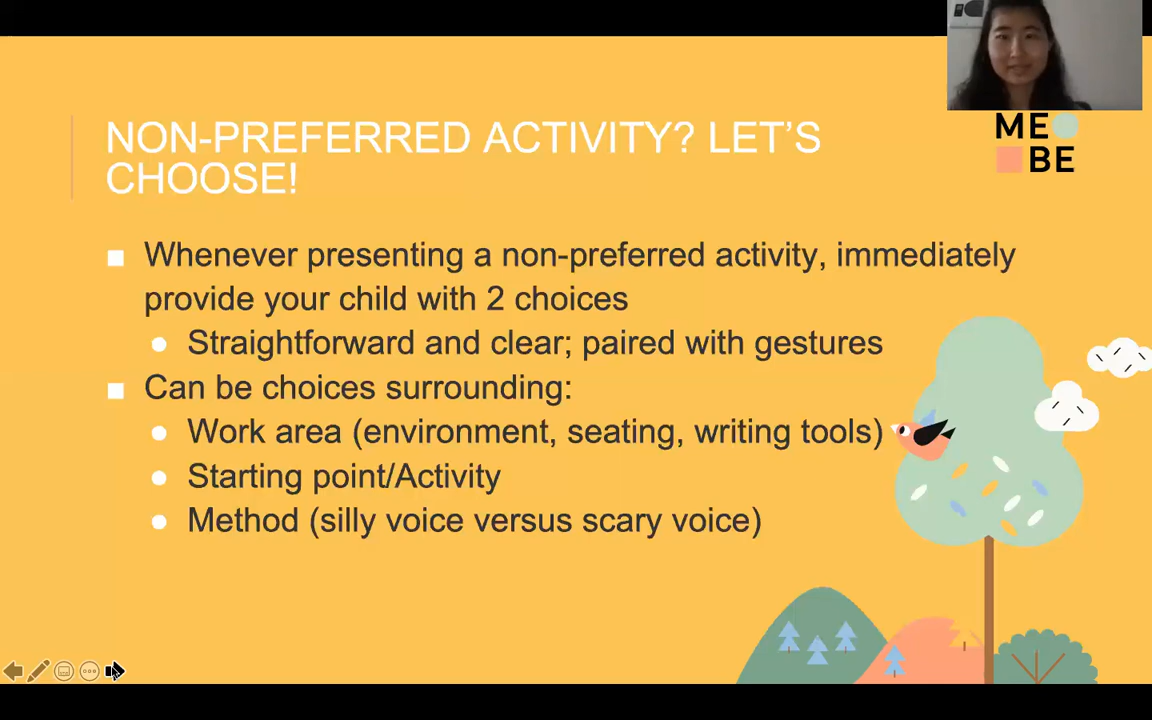 ME
BE
NON-PREFERRED ACTIVITY? LET'S
CHOOSE!
Whenever presenting a non-preferred activity, immediately
provide your child with 2 choices
Straightforward and clear; paired with gestures
Can be choices surrounding:
Work area (environment, seating, writing tools)
Starting point/Activity
Method (silly voice versus scary voice)